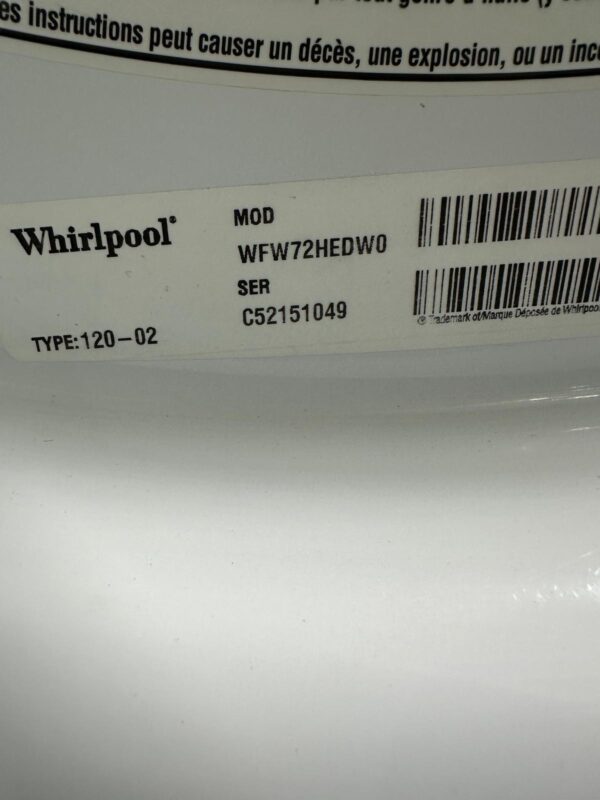 es instructions peut causer un décès, une explosion, ou un ince
Whirlpool®
MOD
WFW72HEDW0
SER
C52151049
TYPE:120-02
® Trademark of/Marque Déposée de Whirlpool